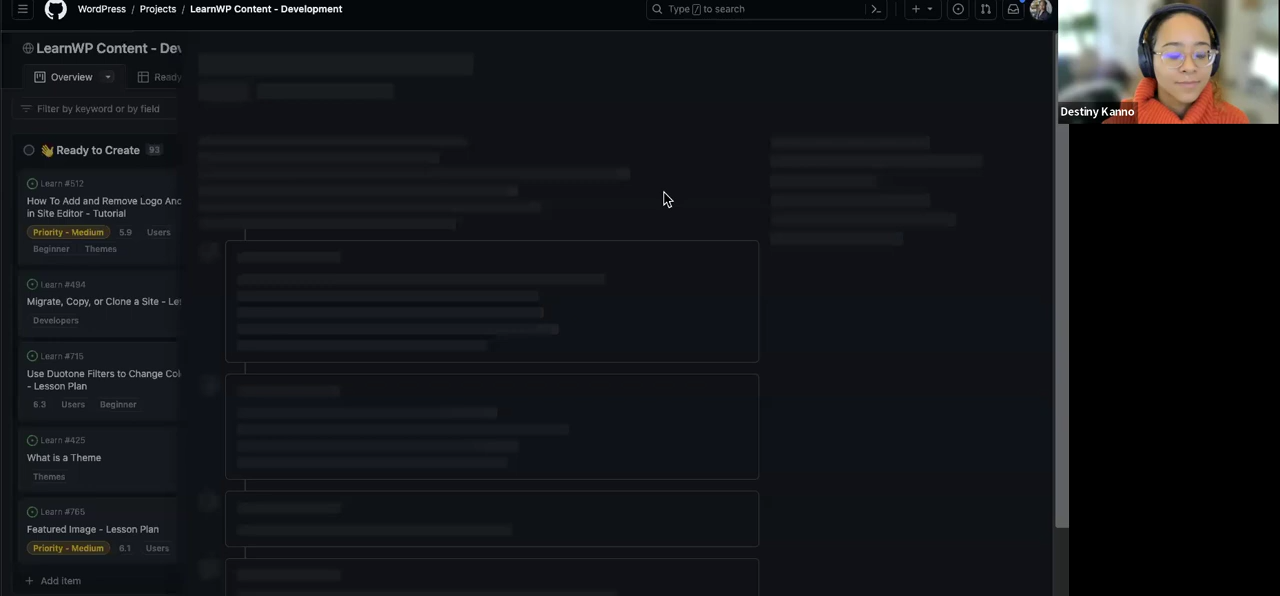 WordPress / Projects / LearnWP Content - Development
Type / to search
LearnWP Content - Dev
Overview
Ready
Filter by keyword or by field
👋 Ready to Create 93
Learn #512
How To Add and Remove Logo Anc
in Site Editor - Tutorial
Priority - Medium 5.9 Users
Beginner Themes
Learn #494
Migrate, Copy, or Clone a Site - Le
Developers
Learn #715
Use Duotone Filters to Change Col
- Lesson Plan
6.3 Users Beginner
Learn #425
What is a Theme
Themes
Learn #765
Featured Image - Lesson Plan
Priority - Medium 6.1 Users
+ Add item
Destiny Kanno